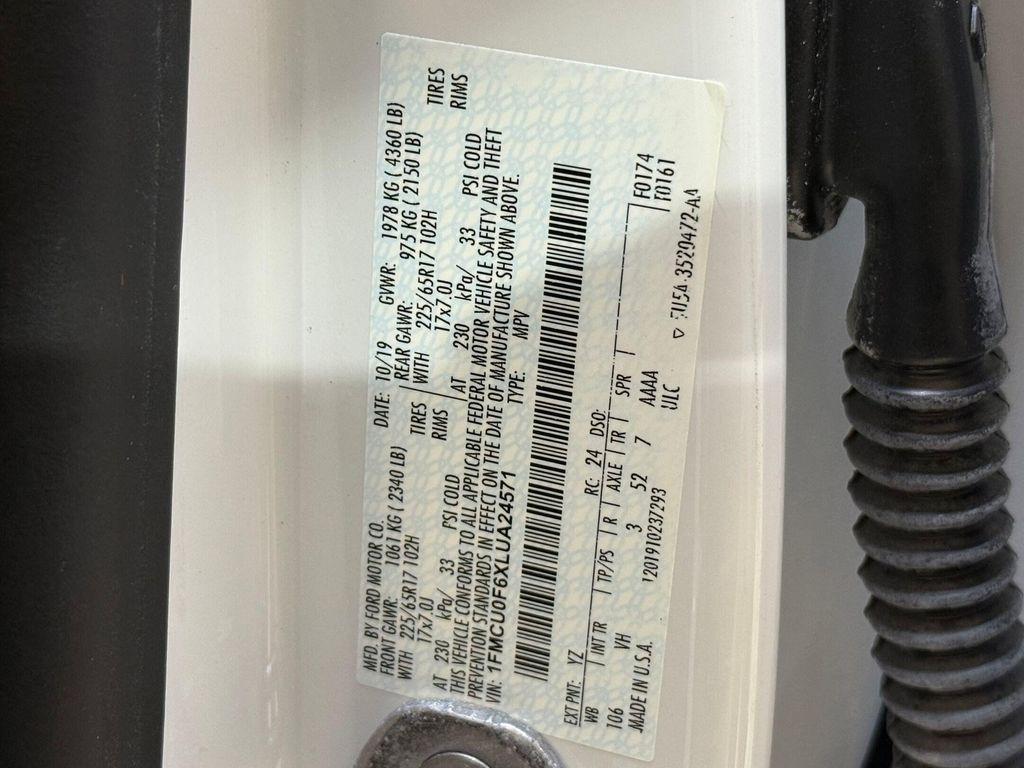 MFD. BY FORD MOTOR CO.
DATE: 10/19 GVWR: 1978 KG ( 4360 LB)
FRONT GAWR: 1061 KG ( 2340 LB)
REAR GAWR: 975 KG ( 2150 LB)
WITH 225/65R17 102H TIRES
WITH 225/65R17 102H TIRES
17x7.0J RIMS
17x7.0J RIMS
AT 230 kPa/ 33 PSI COLD
AT 230 kPa/ 33 PSI COLD
THIS VEHICLE CONFORMS TO ALL APPLICABLE FEDERAL MOTOR VEHICLE SAFETY AND THEFT
PREVENTION STANDARDS IN EFFECT ON THE DATE OF MANUFACTURE SHOWN ABOVE.
VIN: 1FMCU0F6XLUA24571 TYPE: MPV
EXT PNT: YZ RC: 24 DSO:
WB INT TR TP/PS R AXLE TR SPR F0174
106 VH 3 52 7 AAAA F0161
MADE IN U.S.A. ULC
*20191023729 3